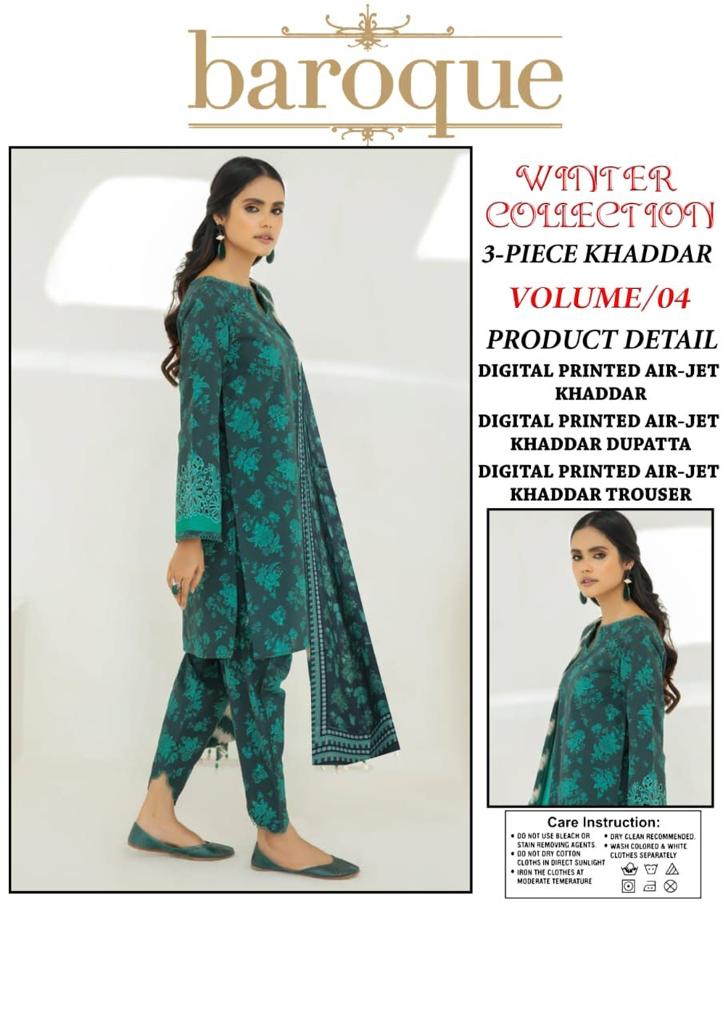 baroque
WINTER
COLLECTION
3-PIECE KHADDAR
VOLUME/04
PRODUCT DETAIL
DIGITAL PRINTED AIR-JET
KHADDAR
DIGITAL PRINTED AIR-JET
KHADDAR DUPATTA
DIGITAL PRINTED AIR-JET
KHADDAR TROUSER
Care Instruction:
• DO NOT USE BLEACH OR
STAIN REMOVING AGENTS.
• DO NOT DRY COTTON
CLOTHS IN DIRECT SUNLIGHT
• IRON THE CLOTHES AT
MODERATE TEMERATURE
• DRY CLEAN RECOMMENDED.
• WASH COLORED & WHITE
CLOTHES SEPARATELY